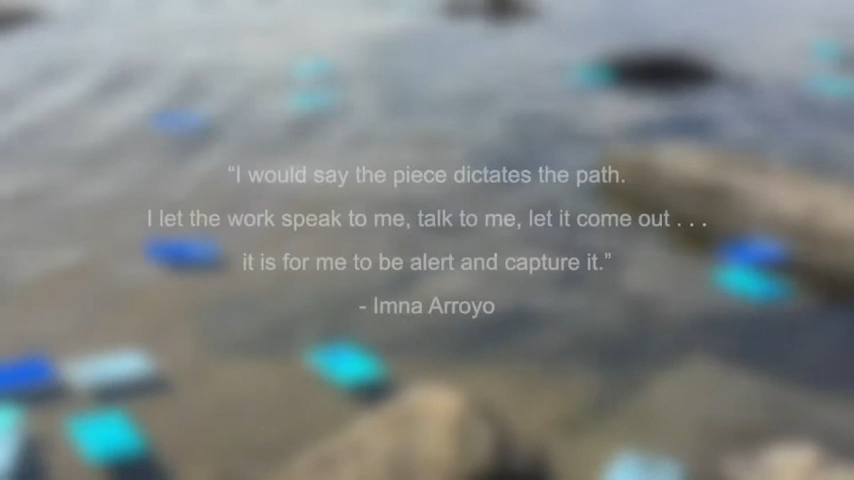 “I would say the piece dictates the path.
I let the work speak to me, talk to me, let it come out . . .
it is for me to be alert and capture it.”
- Imna Arroyo